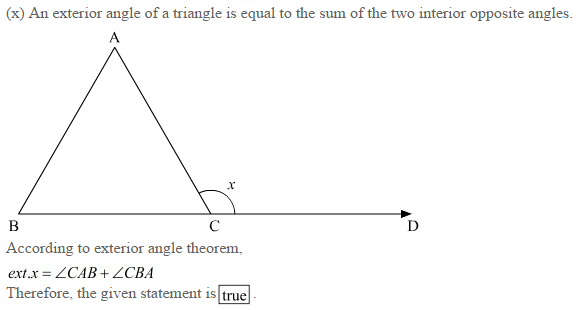 (x) An exterior angle of a triangle is equal to the sum of the two interior opposite angles.
A
x
B C D
According to exterior angle theorem,
ext.x = ∠CAB + ∠CBA
Therefore, the given statement is true.